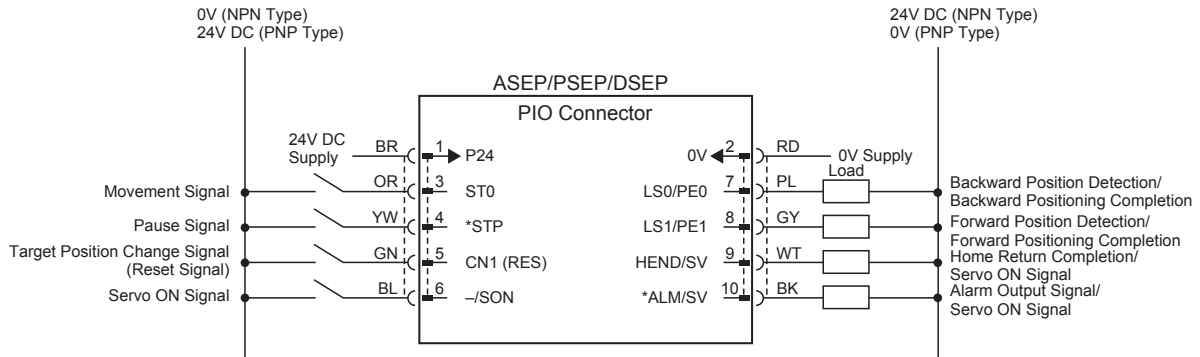 0V (NPN Type)
24V DC (PNP Type)
24V DC (NPN Type)
0V (PNP Type)
ASEP/PSEP/DSEP
PIO Connector
24V DC
Supply
BR
1
P24
0V
2
RD
0V Supply
Load
Movement Signal
OR
3
ST0
LS0/PE0
7
PL
Backward Position Detection/
Backward Positioning Completion
Pause Signal
YW
4
*STP
LS1/PE1
8
GY
Forward Position Detection/
Forward Positioning Completion
Target Position Change Signal
(Reset Signal)
GN
5
CN1 (RES)
HEND/SV
9
WT
Home Return Completion/
Servo ON Signal
Servo ON Signal
BL
6
–/SON
*ALM/SV
10
BK
Alarm Output Signal/
Servo ON Signal